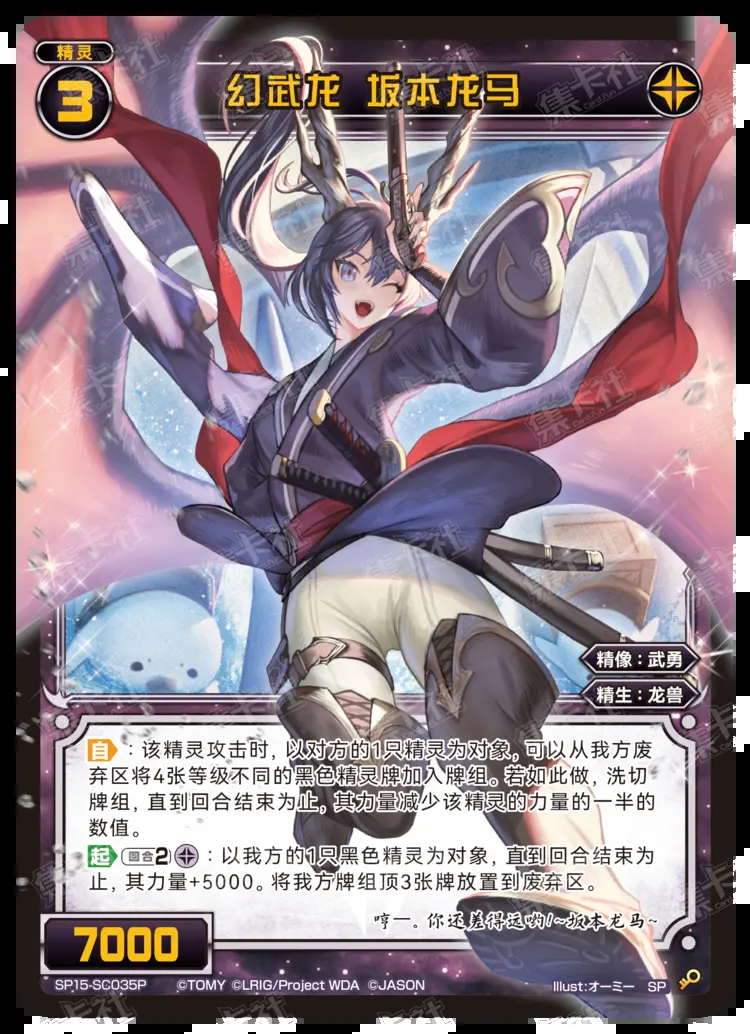 精灵
3
幻武龙 坂本龙马
精像：武勇
精生：龙兽
自：该精灵攻击时，以对方的1只精灵为对象，可以从我方废
弃区将4张等级不同的黑色精灵牌加入牌组。若如此做，洗切
牌组，直到回合结束为止，其力量减少该精灵的力量的一半的
数值。
起 回合2：以我方的1只黑色精灵为对象，直到回合结束为
止，其力量+5000。将我方牌组顶3张牌放置到废弃区。
哼一。你还差得远哟!~坂本龙马~
7000
SP15-SC035P ©TOMY ©LRIG/Project WDA ©JASON Illust:オーミー SP
集卡社
Card.Fun